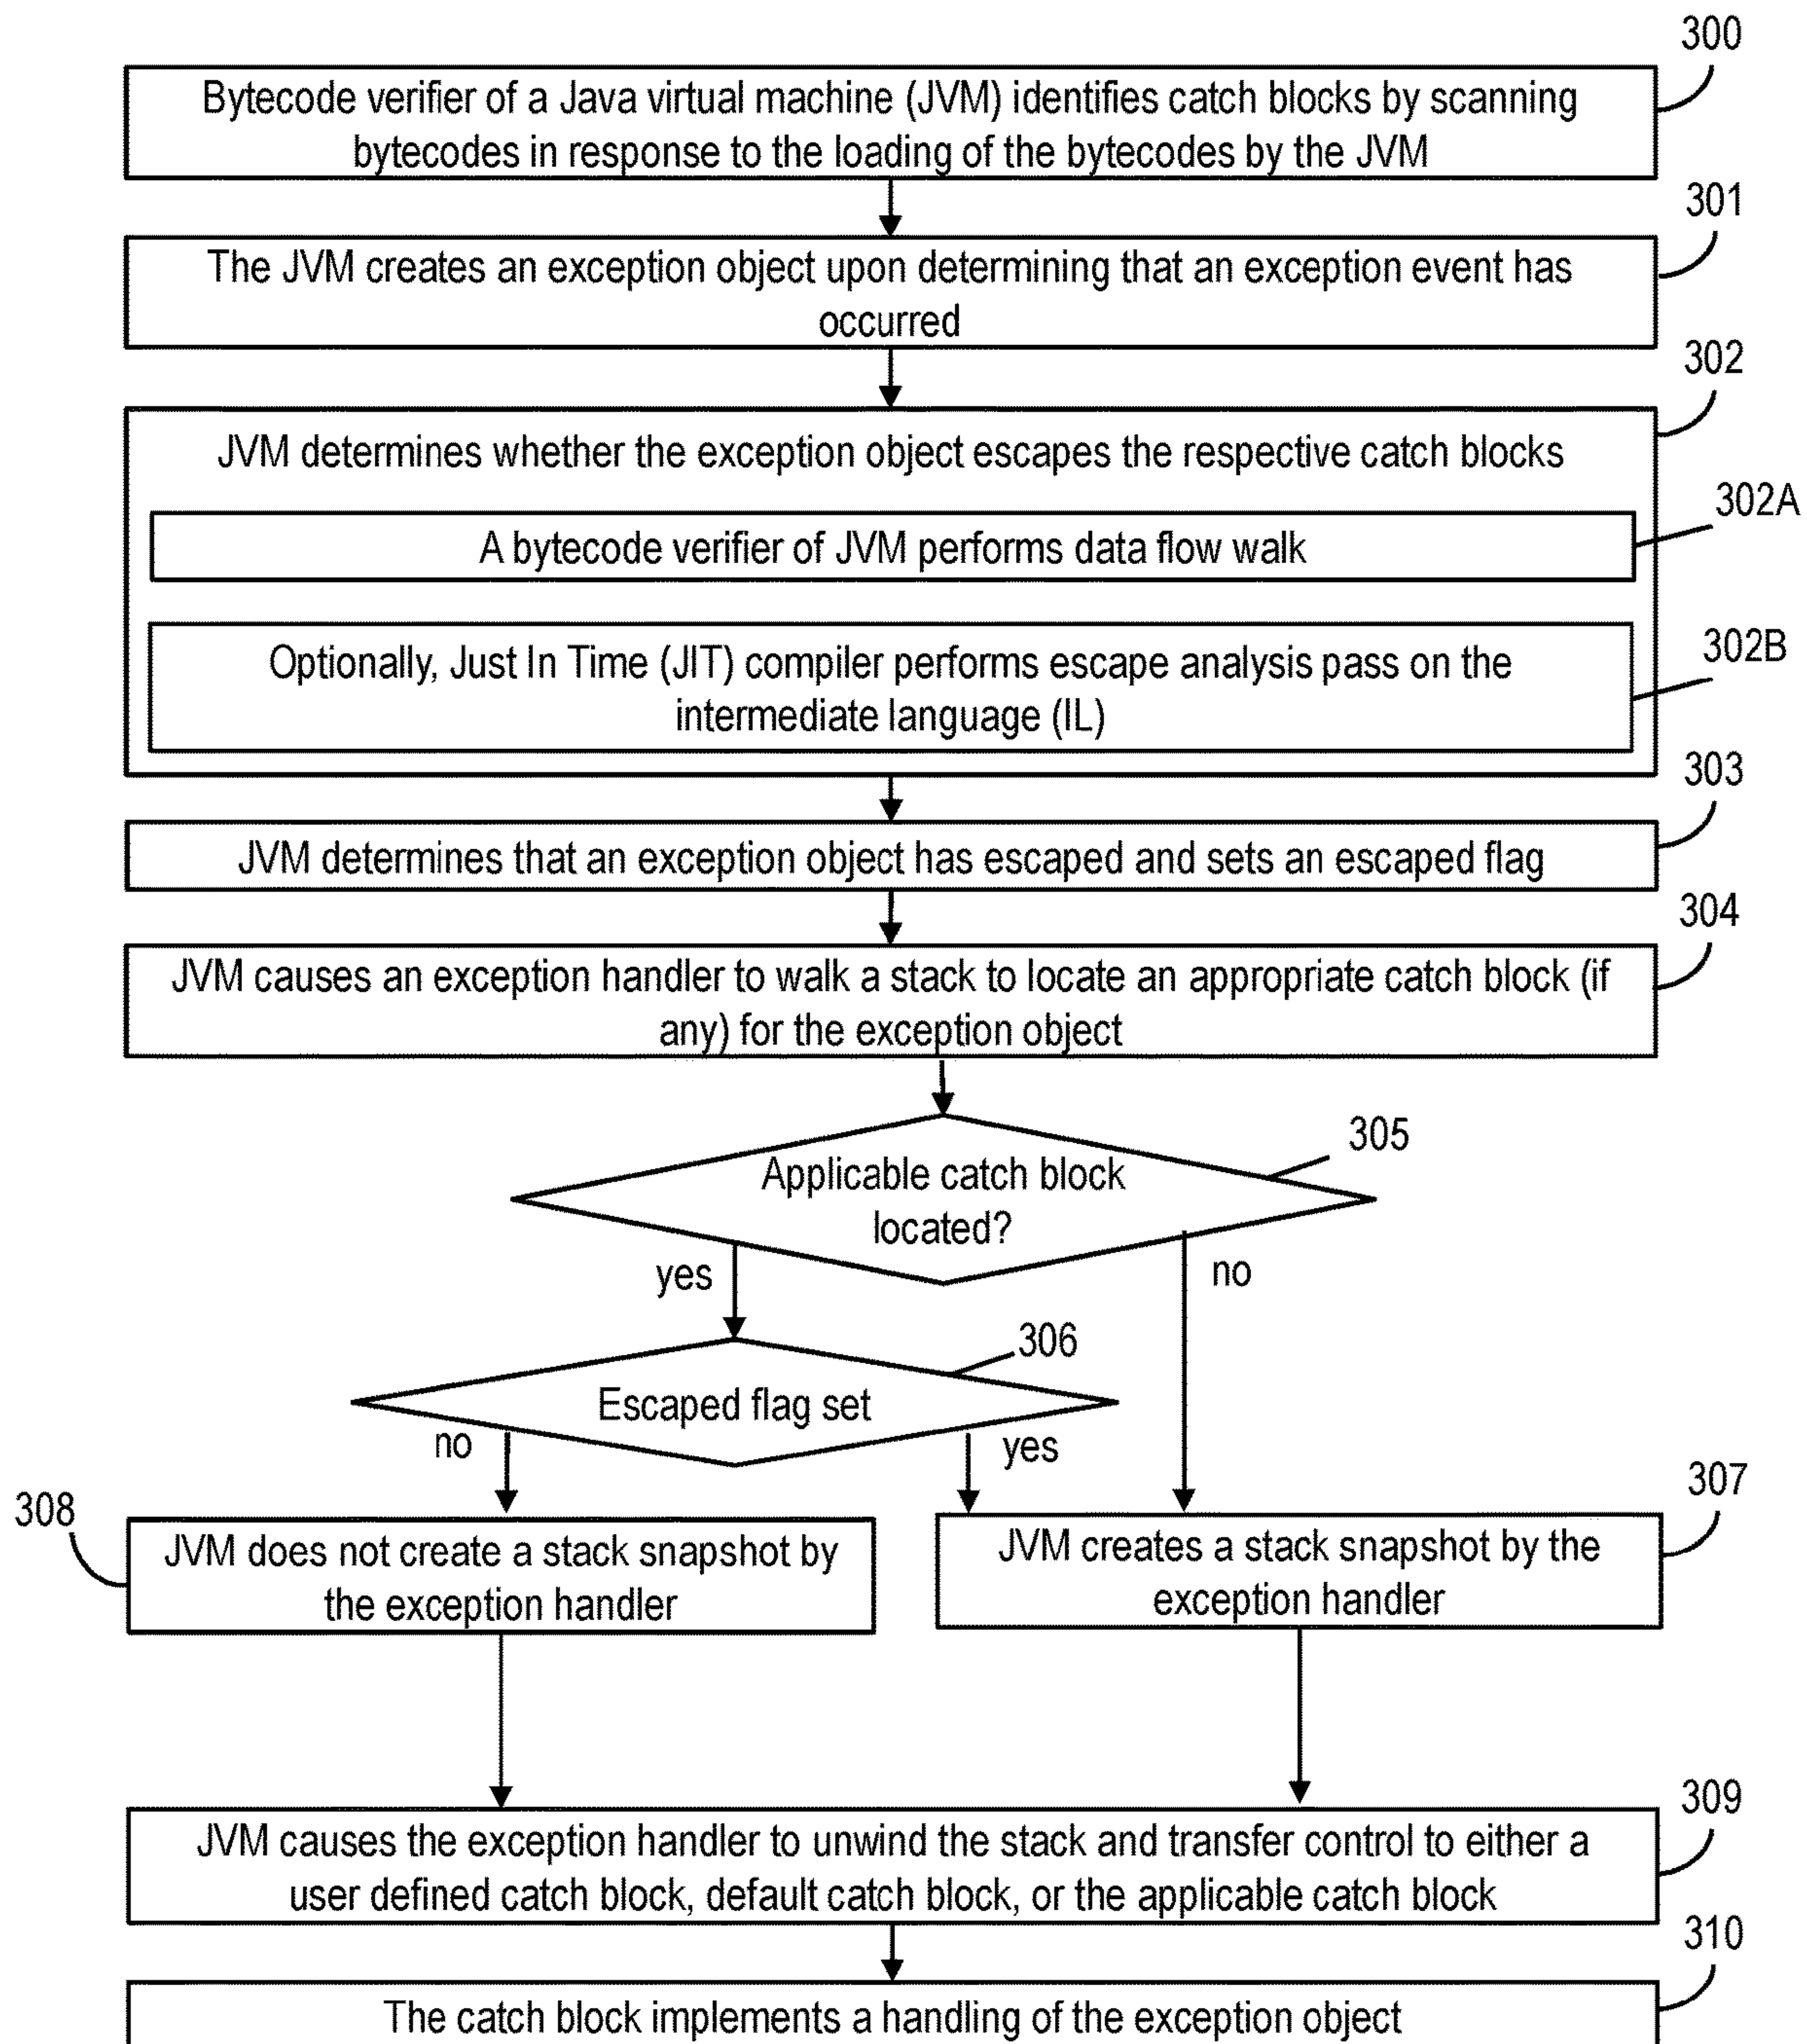 300
Bytecode verifier of a Java virtual machine (JVM) identifies catch blocks by scanning
bytecodes in response to the loading of the bytecodes by the JVM
301
The JVM creates an exception object upon determining that an exception event has
occurred
302
JVM determines whether the exception object escapes the respective catch blocks
302A
A bytecode verifier of JVM performs data flow walk
302B
Optionally, Just In Time (JIT) compiler performs escape analysis pass on the
intermediate language (IL)
303
JVM determines that an exception object has escaped and sets an escaped flag
304
JVM causes an exception handler to walk a stack to locate an appropriate catch block (if
any) for the exception object
305
Applicable catch block
located?
yes
no
306
Escaped flag set
no
yes
308
307
JVM does not create a stack snapshot by
the exception handler
JVM creates a stack snapshot by the
exception handler
309
JVM causes the exception handler to unwind the stack and transfer control to either a
user defined catch block, default catch block, or the applicable catch block
310
The catch block implements a handling of the exception object